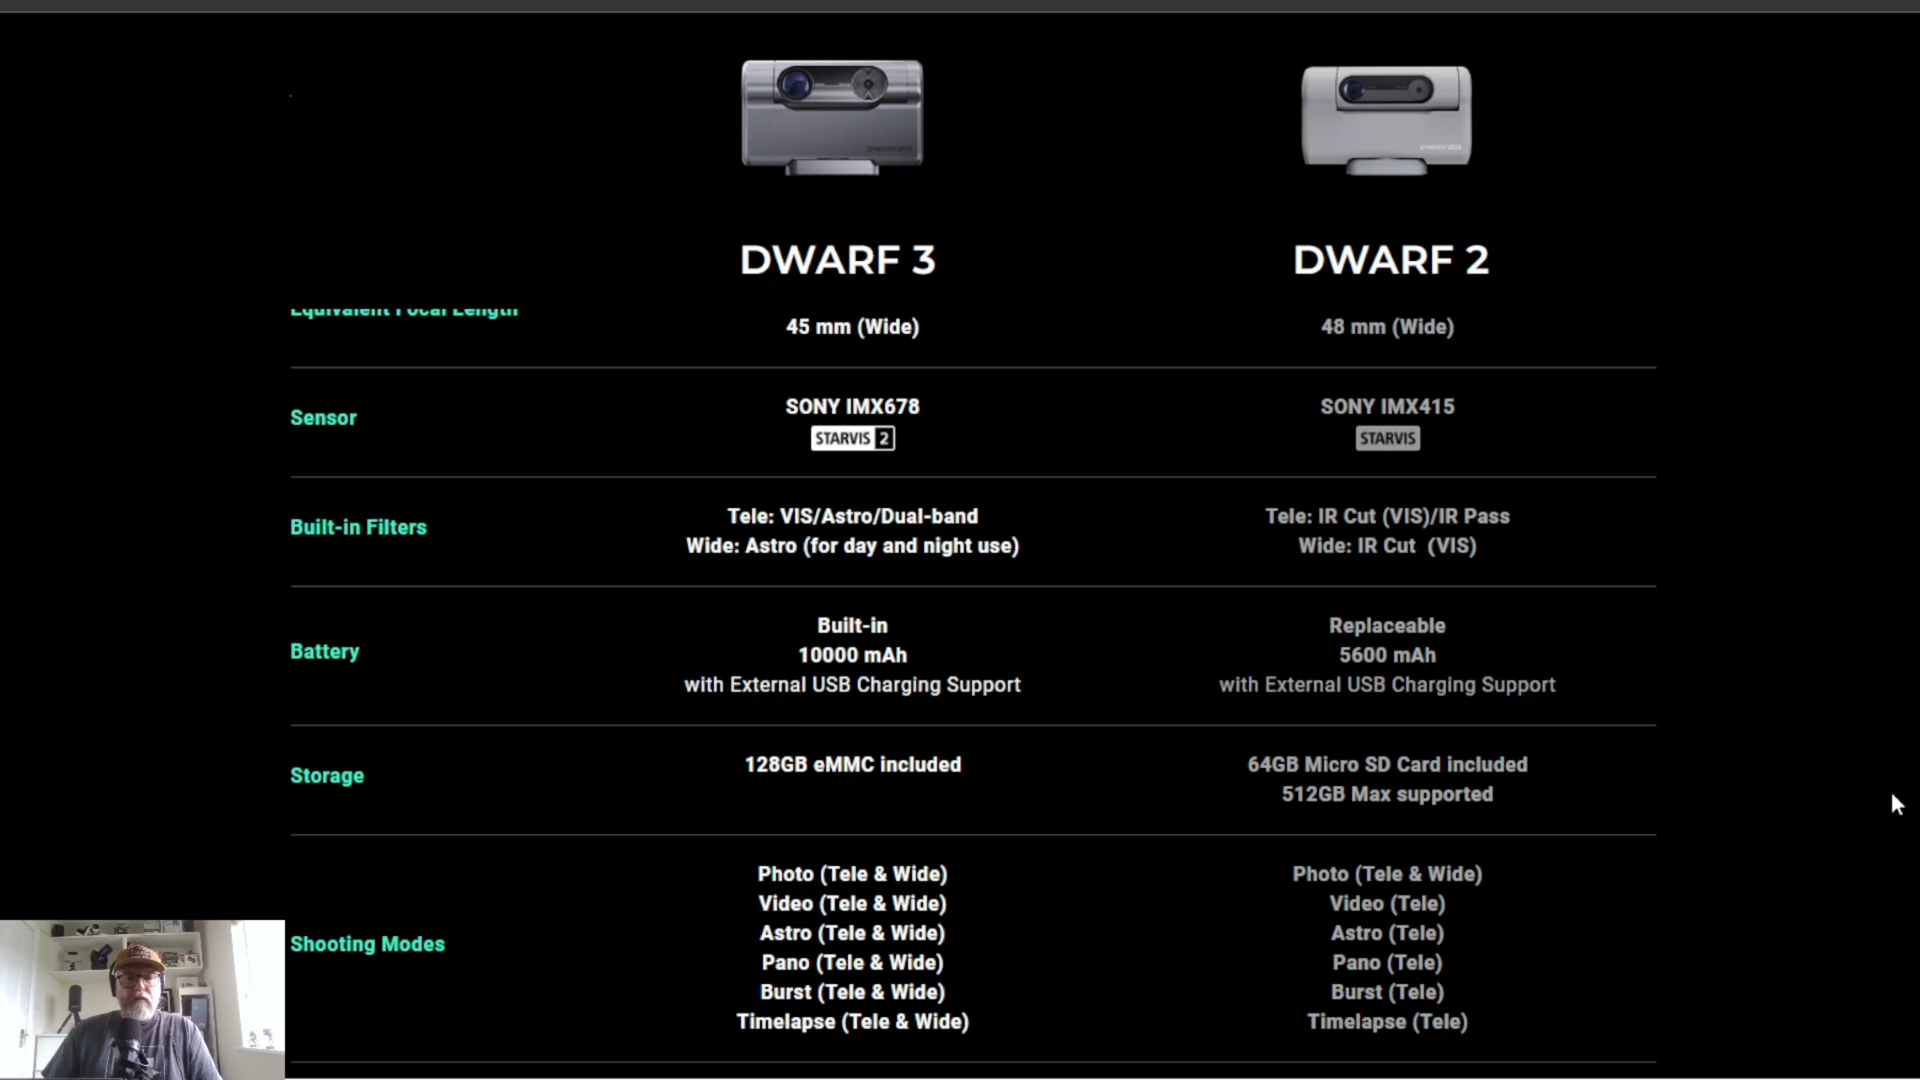 DWARF 3
DWARF 2
Equivalent Focal Length
45 mm (Wide)
48 mm (Wide)
Sensor
SONY IMX678
STARVIS 2
SONY IMX415
STARVIS
Built-in Filters
Tele: VIS/Astro/Dual-band
Wide: Astro (for day and night use)
Tele: IR Cut (VIS)/IR Pass
Wide: IR Cut (VIS)
Battery
Built-in
10000 mAh
with External USB Charging Support
Replaceable
5600 mAh
with External USB Charging Support
Storage
128GB eMMC included
64GB Micro SD Card included
512GB Max supported
Shooting Modes
Photo (Tele & Wide)
Video (Tele & Wide)
Astro (Tele & Wide)
Pano (Tele & Wide)
Burst (Tele & Wide)
Timelapse (Tele & Wide)
Photo (Tele & Wide)
Video (Tele)
Astro (Tele)
Pano (Tele)
Burst (Tele)
Timelapse (Tele)